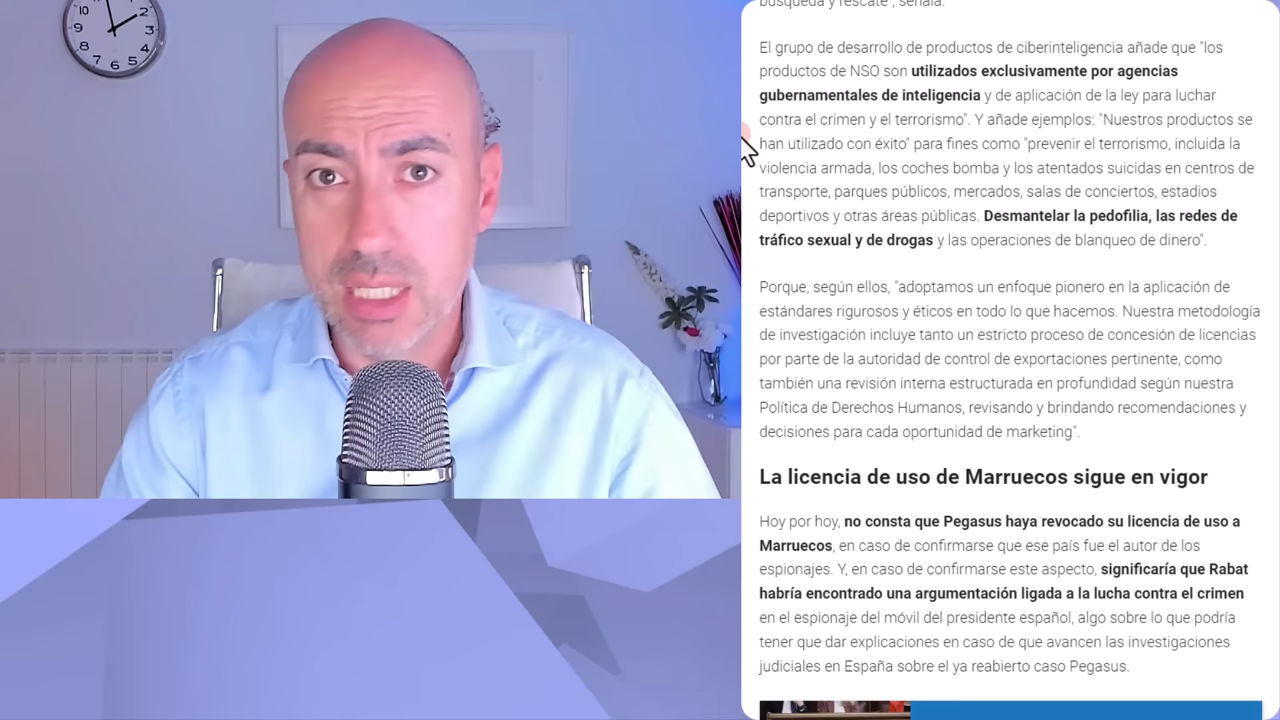 10
2
9
3
8
4
7
6
5
búsqueda y rescate", señala.
El grupo de desarrollo de productos de ciberinteligencia añade que "los
productos de NSO son utilizados exclusivamente por agencias
gubernamentales de inteligencia y de aplicación de la ley para luchar
contra el crimen y el terrorismo". Y añade ejemplos: "Nuestros productos se
han utilizado con éxito" para fines como "prevenir el terrorismo, incluida la
violencia armada, los coches bomba y los atentados suicidas en centros de
transporte, parques públicos, mercados, salas de conciertos, estadios
deportivos y otras áreas públicas. Desmantelar la pedofilia, las redes de
tráfico sexual y de drogas y las operaciones de blanqueo de dinero".
Porque, según ellos, "adoptamos un enfoque pionero en la aplicación de
estándares rigurosos y éticos en todo lo que hacemos. Nuestra metodología
de investigación incluye tanto un estricto proceso de concesión de licencias
por parte de la autoridad de control de exportaciones pertinente, como
también una revisión interna estructurada en profundidad según nuestra
Política de Derechos Humanos, revisando y brindando recomendaciones y
decisiones para cada oportunidad de marketing".
La licencia de uso de Marruecos sigue en vigor
Hoy por hoy, no consta que Pegasus haya revocado su licencia de uso a
Marruecos, en caso de confirmarse que ese país fue el autor de los
espionajes. Y, en caso de confirmarse este aspecto, significaría que Rabat
habría encontrado una argumentación ligada a la lucha contra el crimen
en el espionaje del móvil del presidente español, algo sobre lo que podría
tener que dar explicaciones en caso de que avancen las investigaciones
judiciales en España sobre el ya reabierto caso Pegasus.